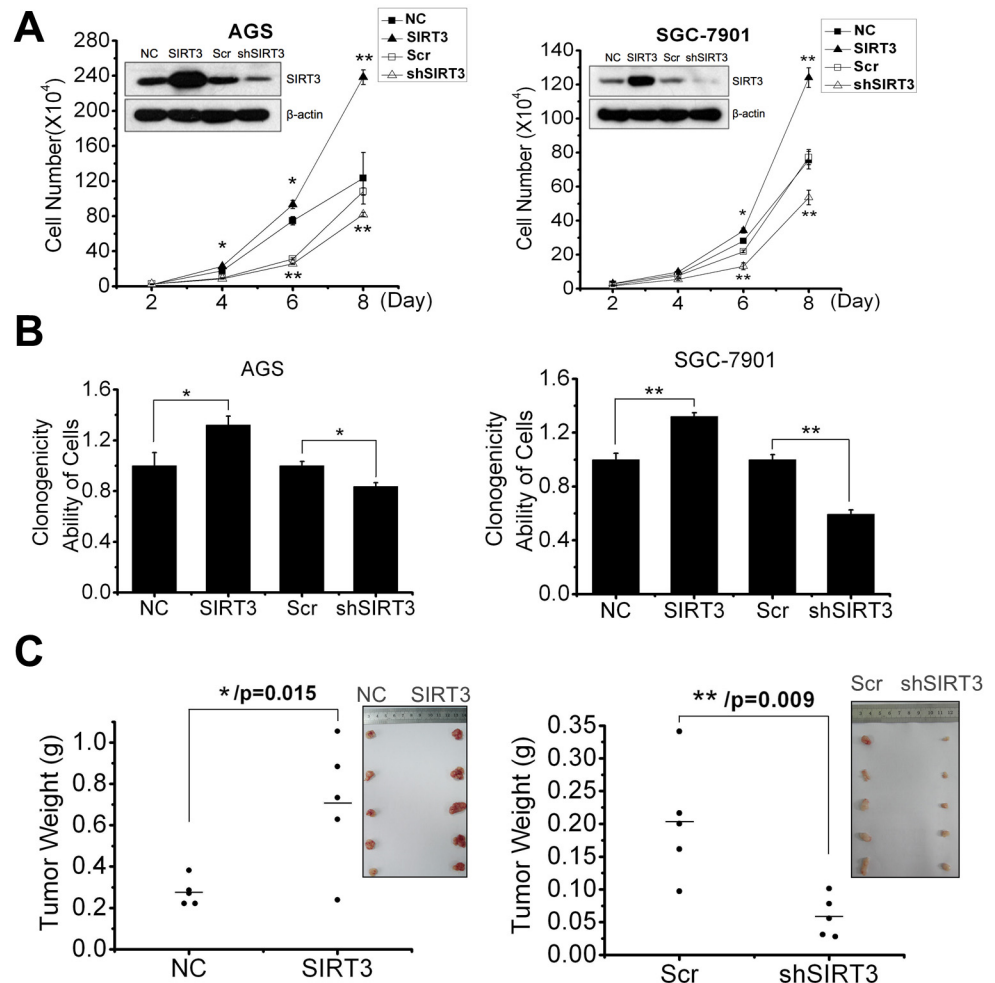 A
AGS
NC
SIRT3
Scr
shSIRT3
NC SIRT3 Scr shSIRT3
SIRT3
β-actin
Cell Number(X10⁴)
280
240
200
160
120
80
40
0
**
*
*
**
**
2 4 6 8 (Day)
SGC-7901
NC
SIRT3
Scr
shSIRT3
NC SIRT3 Scr shSIRT3
SIRT3
β-actin
Cell Number (X10⁴)
140
120
100
80
60
40
20
0
**
*
**
**
2 4 6 8 (Day)
B
AGS
Clonogenicity
Ability of Cells
1.6
1.2
0.8
0.4
0.0
*
*
NC SIRT3 Scr shSIRT3
SGC-7901
Clonogenicity
Ability of Cells
1.6
1.2
0.8
0.4
0.0
**
**
NC SIRT3 Scr shSIRT3
C
*/p=0.015
NC SIRT3
Tumor Weight (g)
1.0
0.8
0.6
0.4
0.2
0.0
NC SIRT3
**/p=0.009
Scr shSIRT3
Tumor Weight (g)
0.35
0.30
0.25
0.20
0.15
0.10
0.05
0.00
Scr shSIRT3